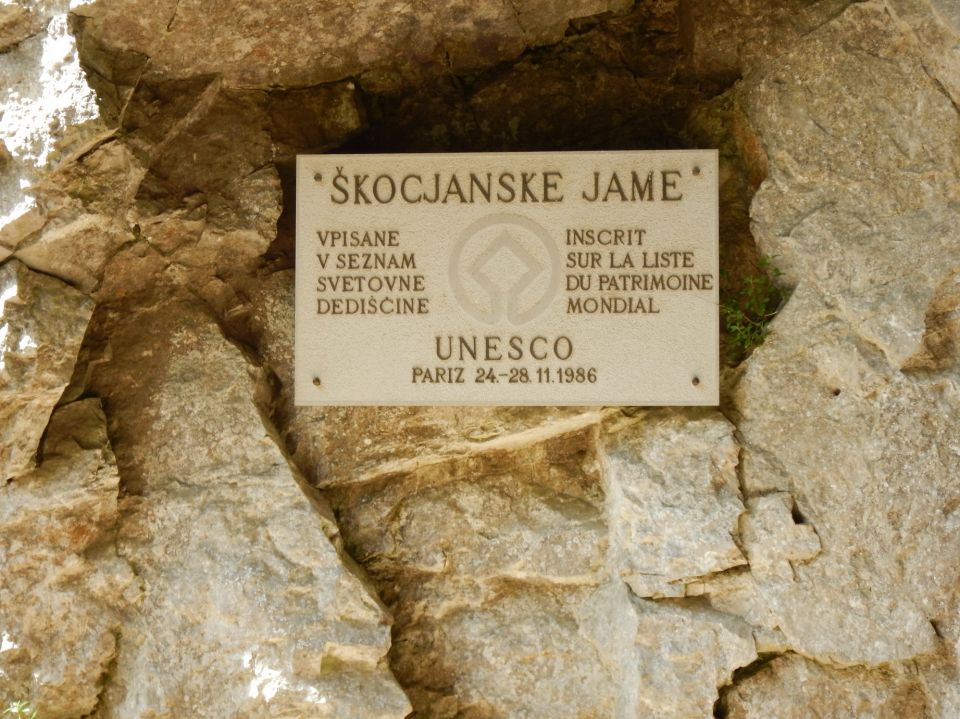 ŠKOCJANSKE JAME
VPISANE
V SEZNAM
SVETOVNE
DEDIŠČINE
INSCRIT
SUR LA LISTE
DU PATRIMOINE
MONDIAL
UNESCO
PARIZ 24.-28.11.1986